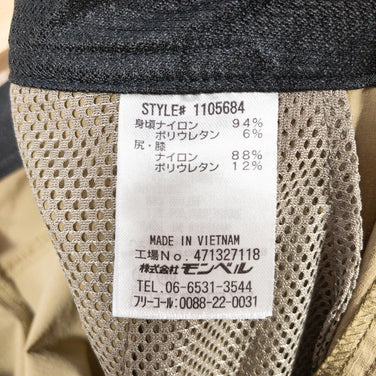 STYLE# 1105684
身頃ナイロン 94%
ポリウレタン 6%
尻・膝
ナイロン 88%
ポリウレタン 12%
MADE IN VIETNAM
工場No. 471327118
株式会社モンベル
TEL.06-6531-3544
フリーコール:0088-22-0031